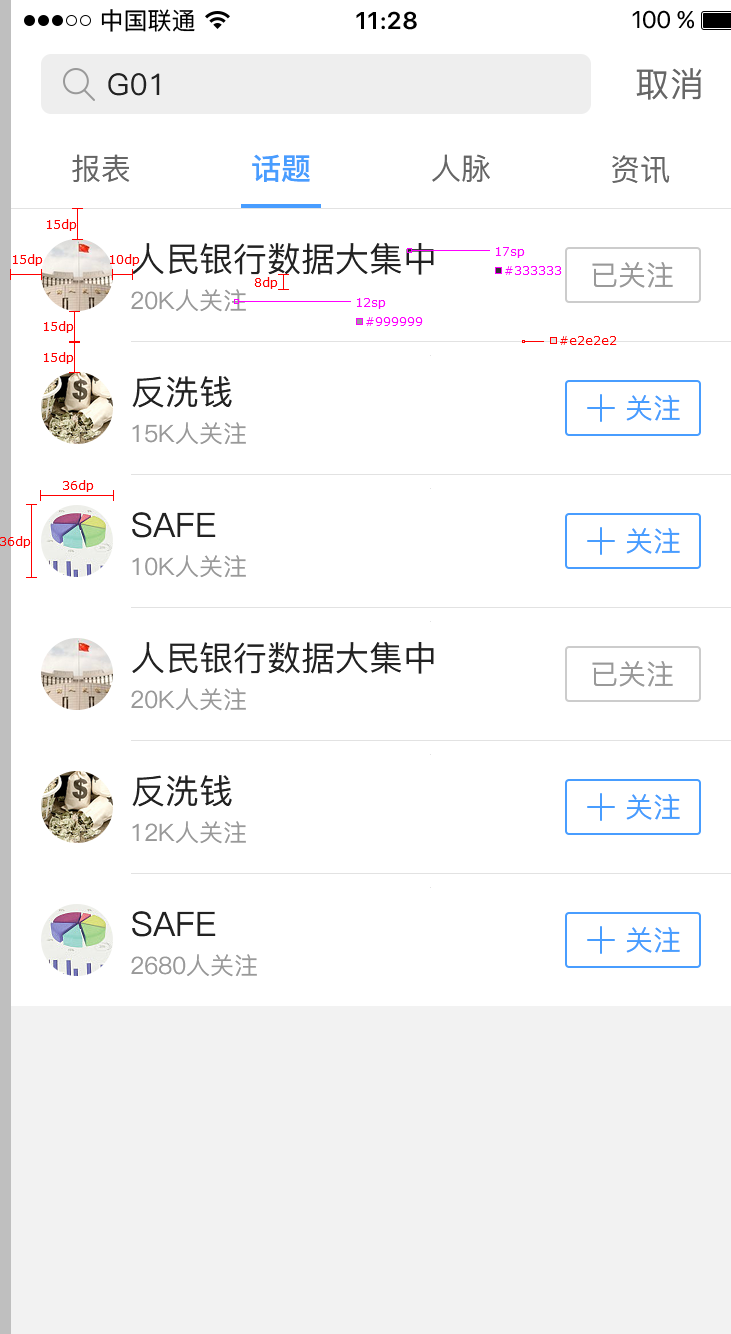 中国联通 11:28 100 %
G01 取消
报表 话题 人脉 资讯
15dp
15dp 10dp 人民银行数据大集中 17sp
#333333 已关注
8dp
20K人关注 12sp
#999999
15dp
#e2e2e2
15dp
反洗钱
15K人关注
+ 关注
36dp
36dp
SAFE
10K人关注
+ 关注
人民银行数据大集中
20K人关注
已关注
反洗钱
12K人关注
+ 关注
SAFE
2680人关注
+ 关注